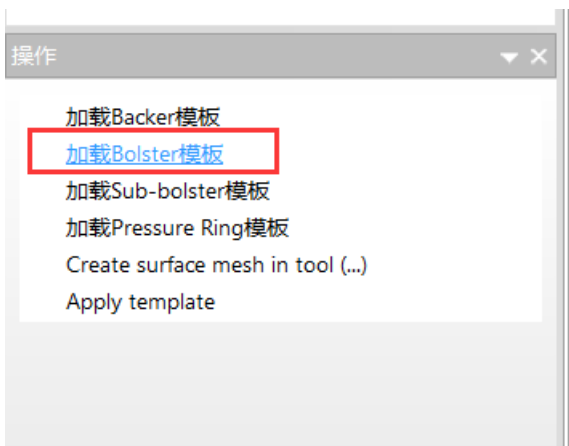 操作
加载Backer模板
加载Bolster模板
加载Sub-bolster模板
加载Pressure Ring模板
Create surface mesh in tool (...)
Apply template